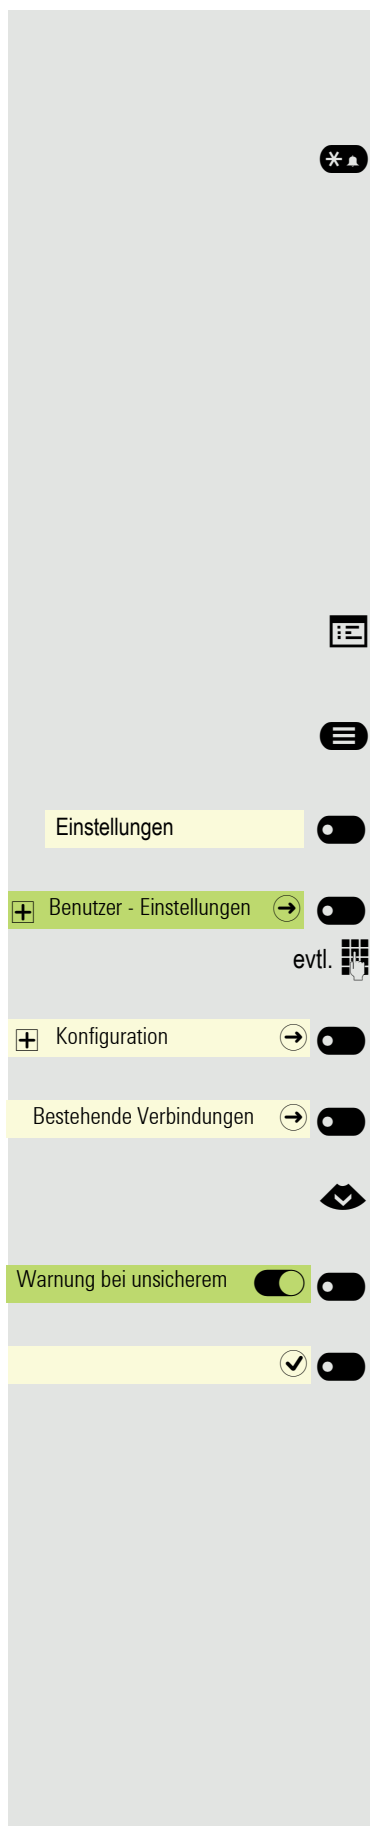 Einstellungen
Benutzer - Einstellungen
evtl.
Konfiguration
Bestehende Verbindungen
Warnung bei unsicherem